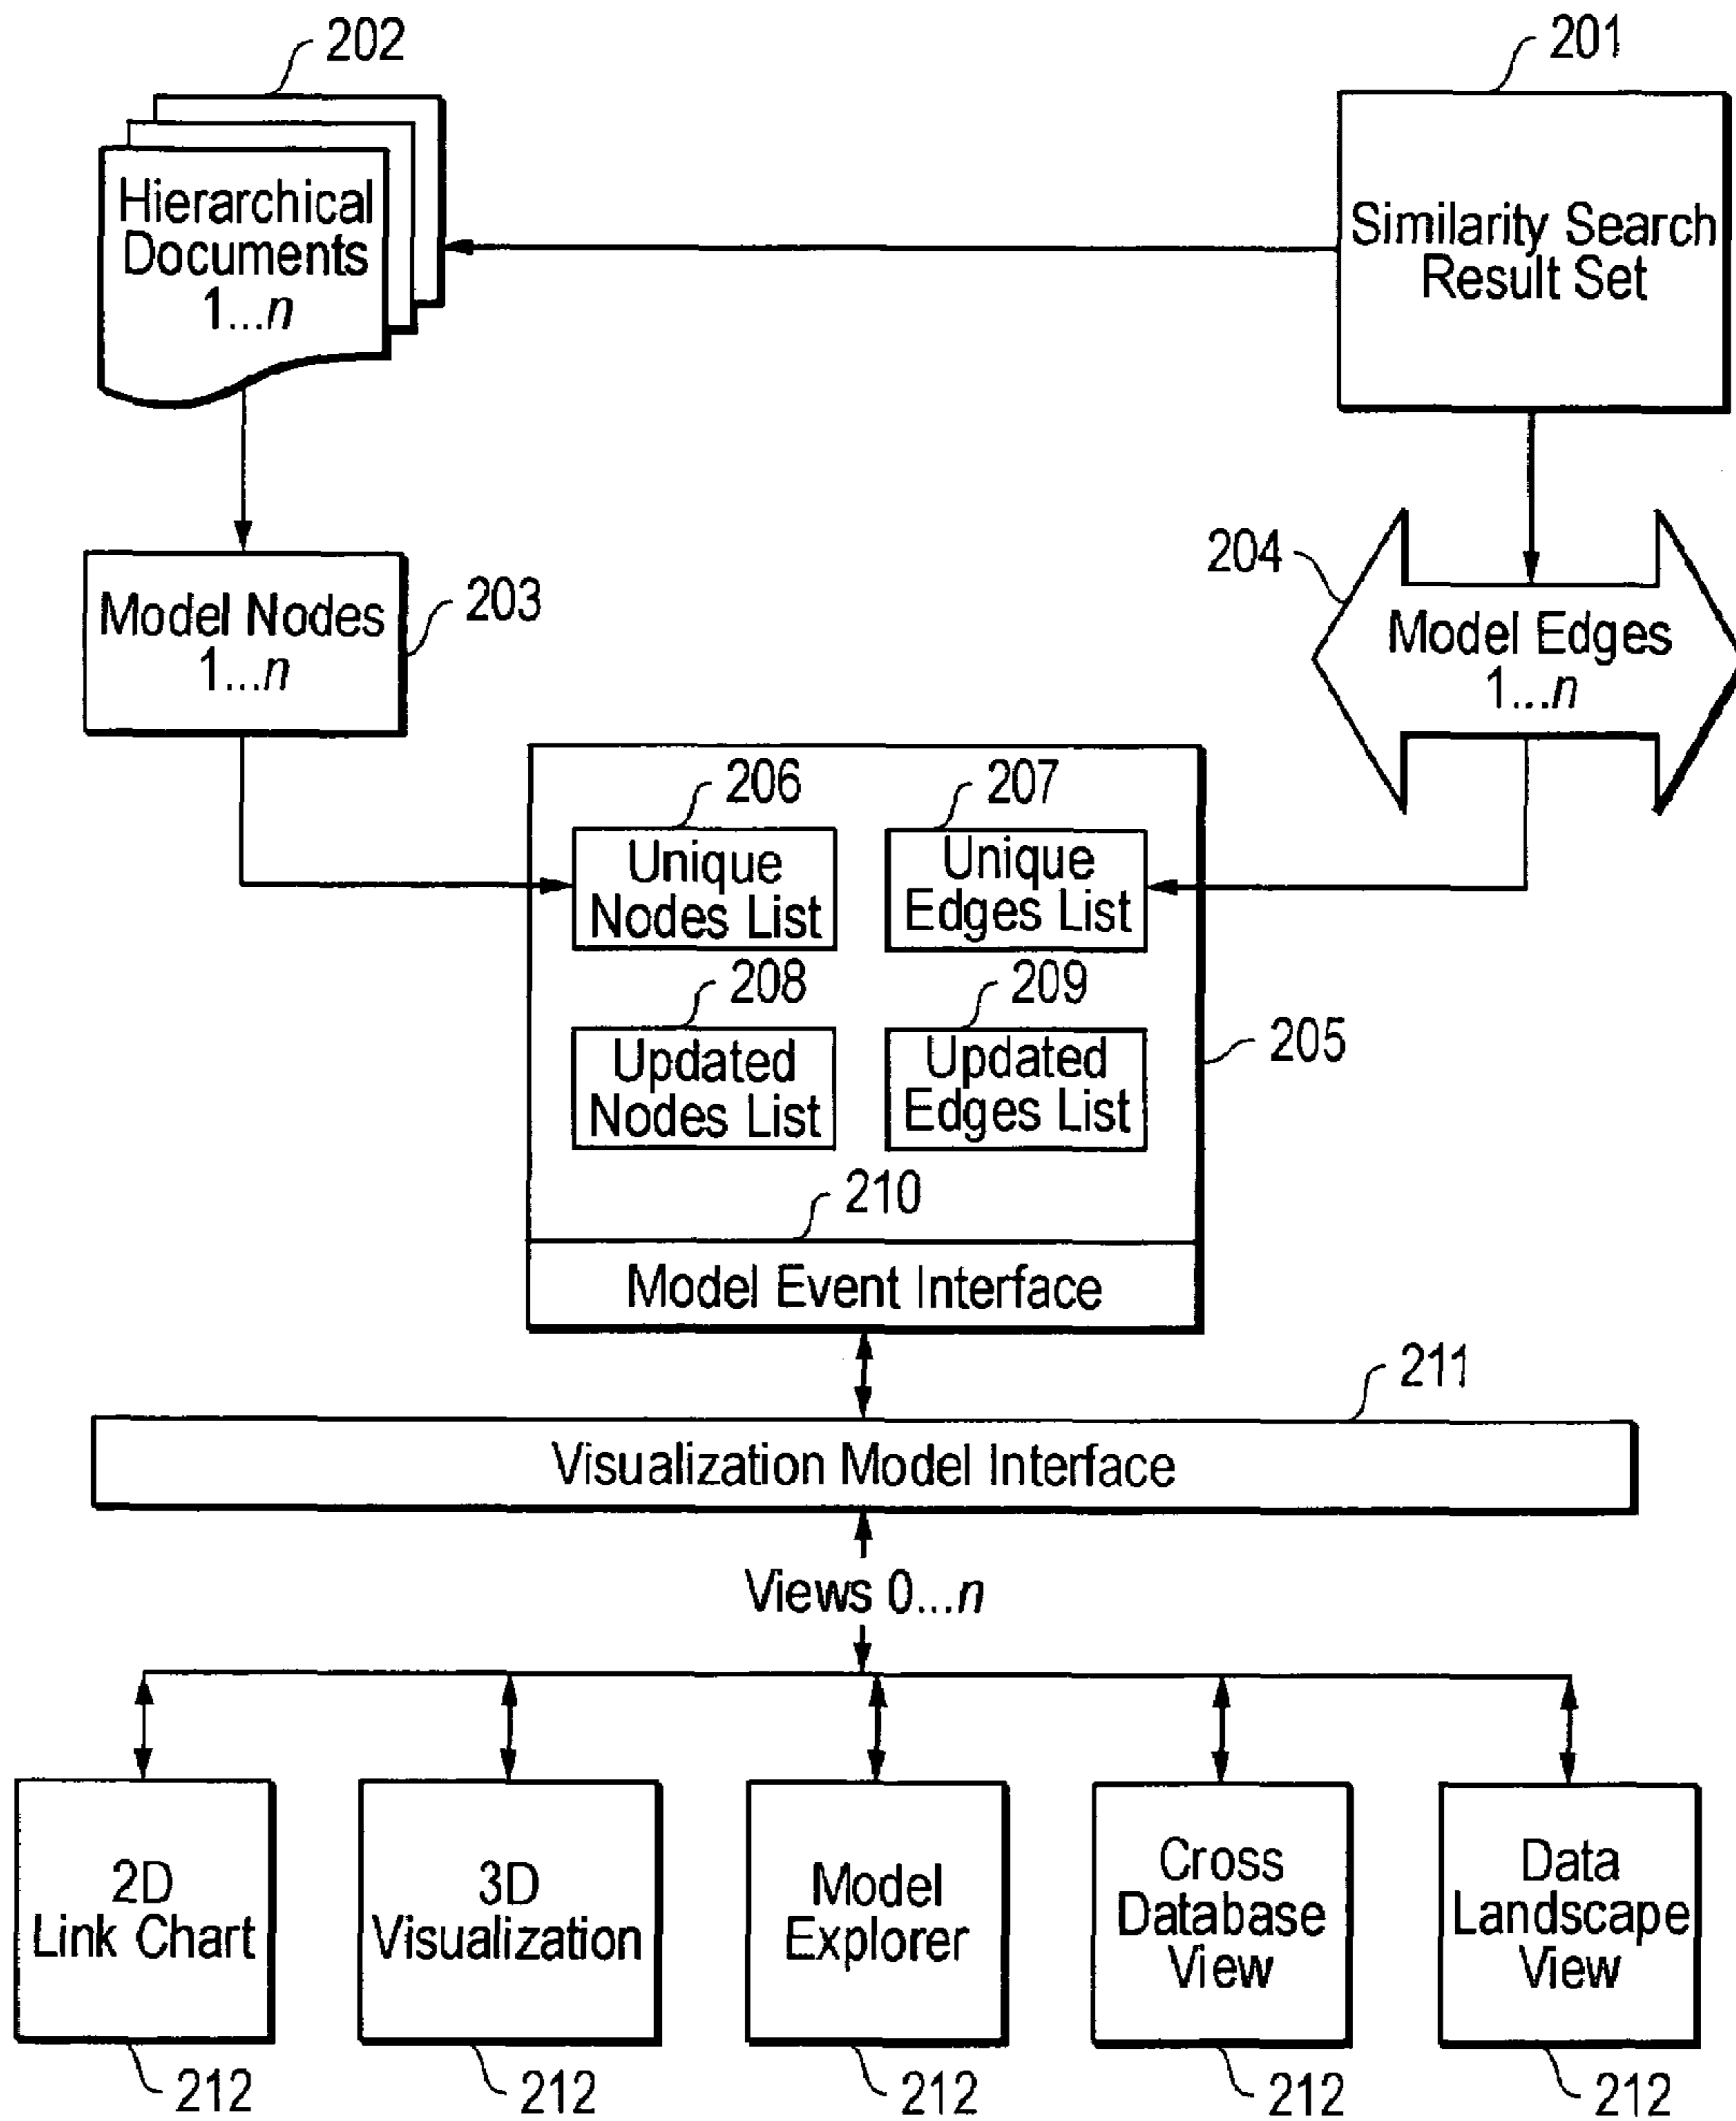 202
201
Hierarchical
Documents
1...n
Similarity Search
Result Set
204
203
Model Nodes
1...n
Model Edges
1...n
206
207
Unique
Nodes List
Unique
Edges List
208
209
205
Updated
Nodes List
Updated
Edges List
210
Model Event Interface
211
Visualization Model Interface
Views 0...n
2D
Link Chart
3D
Visualization
Model
Explorer
Cross
Database
View
Data
Landscape
View
212
212
212
212
212